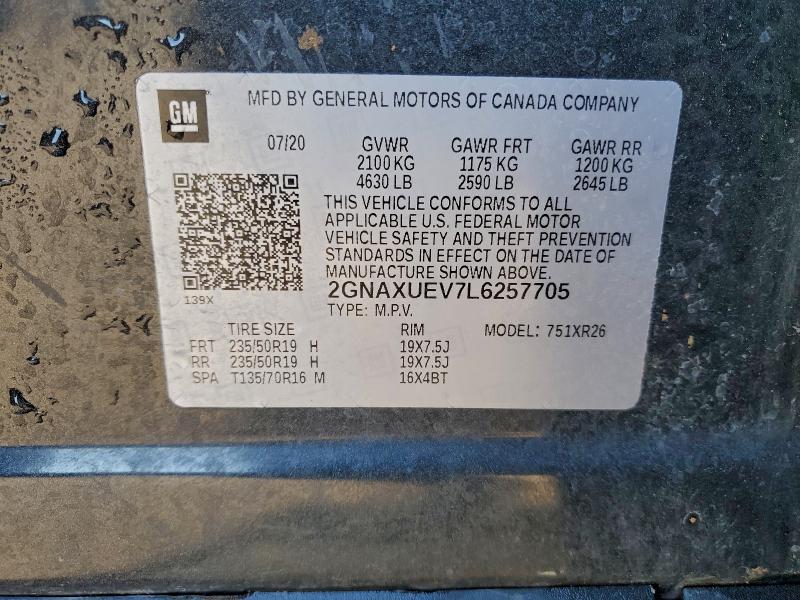 GM
MFD BY GENERAL MOTORS OF CANADA COMPANY
07/20 GVWR GAWR FRT GAWR RR
2100 KG 1175 KG 1200 KG
4630 LB 2590 LB 2645 LB
THIS VEHICLE CONFORMS TO ALL
APPLICABLE U.S. FEDERAL MOTOR
VEHICLE SAFETY AND THEFT PREVENTION
STANDARDS IN EFFECT ON THE DATE OF
MANUFACTURE SHOWN ABOVE.
139X
2GNAXUEV7L6257705
TYPE: M.P.V.
TIRE SIZE RIM MODEL: 751XR26
FRT 235/50R19 H 19X7.5J
RR 235/50R19 H 19X7.5J
SPA T135/70R16 M 16X4BT